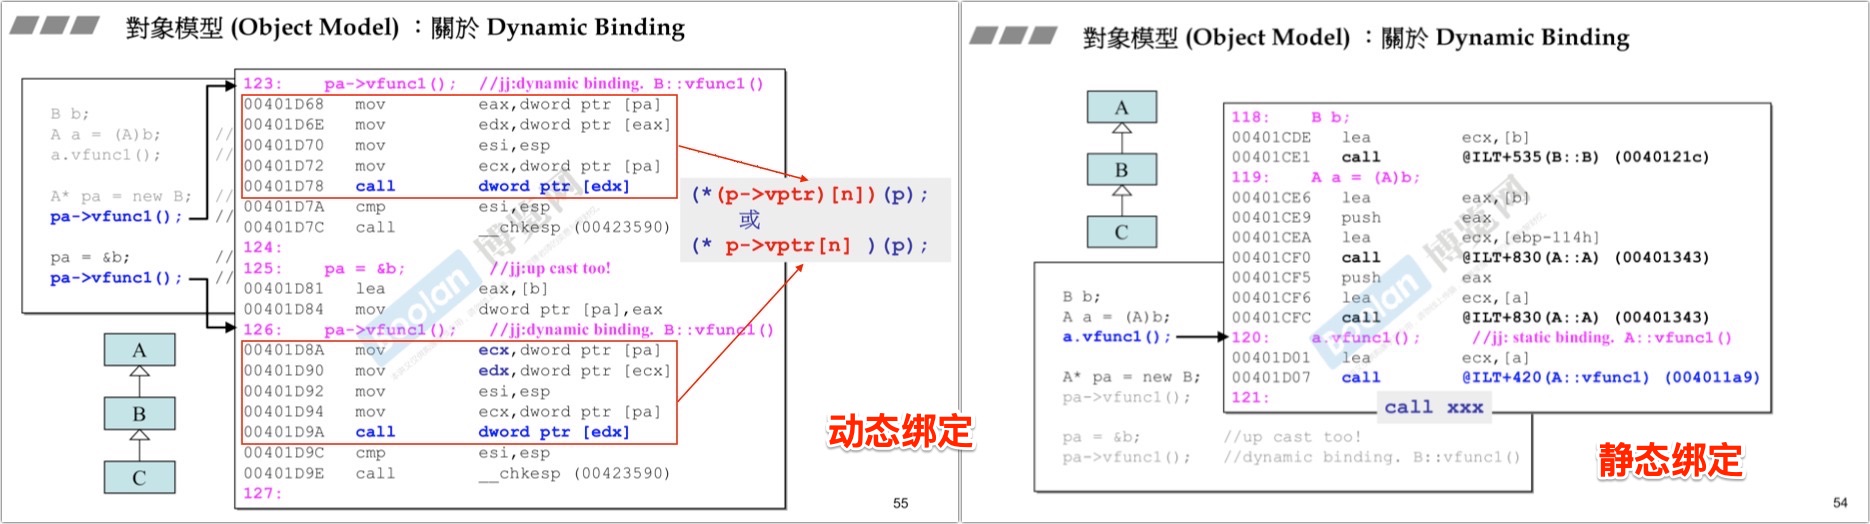 對象模型 (Object Model) ：關於 Dynamic Binding
B b;
A a = (A)b; //
a.vfunc1(); //
A* pa = new B; //
pa->vfunc1(); //
pa = &b; //
pa->vfunc1(); //
A
B
C
123: pa->vfunc1(); //jj:dynamic binding. B::vfunc1()
00401D68 mov eax,dword ptr [pa]
00401D6E mov edx,dword ptr [eax]
00401D70 mov esi,esp
00401D72 mov ecx,dword ptr [pa]
00401D78 call dword ptr [edx]
00401D7A cmp esi,esp
00401D7C call __chkesp (00423590)
124:
125: pa = &b; //jj:up cast too!
00401D81 lea eax,[b]
00401D84 mov dword ptr [pa],eax
126: pa->vfunc1(); //jj:dynamic binding. B::vfunc1()
00401D8A mov ecx,dword ptr [pa]
00401D90 mov edx,dword ptr [ecx]
00401D92 mov esi,esp
00401D94 mov ecx,dword ptr [pa]
00401D9A call dword ptr [edx]
00401D9C cmp esi,esp
00401D9E call __chkesp (00423590)
127:
(*(p->vptr)[n])(p);
或
(* p->vptr[n] )(p);
动态绑定
Boolan 博览网
55
對象模型 (Object Model) ：關於 Dynamic Binding
A
B
C
B b;
A a = (A)b;
a.vfunc1();
A* pa = new B;
pa->vfunc1();
pa = &b; //up cast too!
pa->vfunc1(); //dynamic binding. B::vfunc1()
118: B b;
00401CDE lea ecx,[b]
00401CE1 call @ILT+535(B::B) (0040121c)
119: A a = (A)b;
00401CE6 lea eax,[b]
00401CE9 push eax
00401CEA lea ecx,[ebp-114h]
00401CF0 call @ILT+830(A::A) (00401343)
00401CF5 push eax
00401CF6 lea ecx,[a]
00401CFC call @ILT+830(A::A) (00401343)
120: a.vfunc1(); //jj: static binding. A::vfunc1()
00401D01 lea ecx,[a]
00401D07 call @ILT+420(A::vfunc1) (004011a9)
121:
call xxx
静态绑定
Boolan 博览网
54